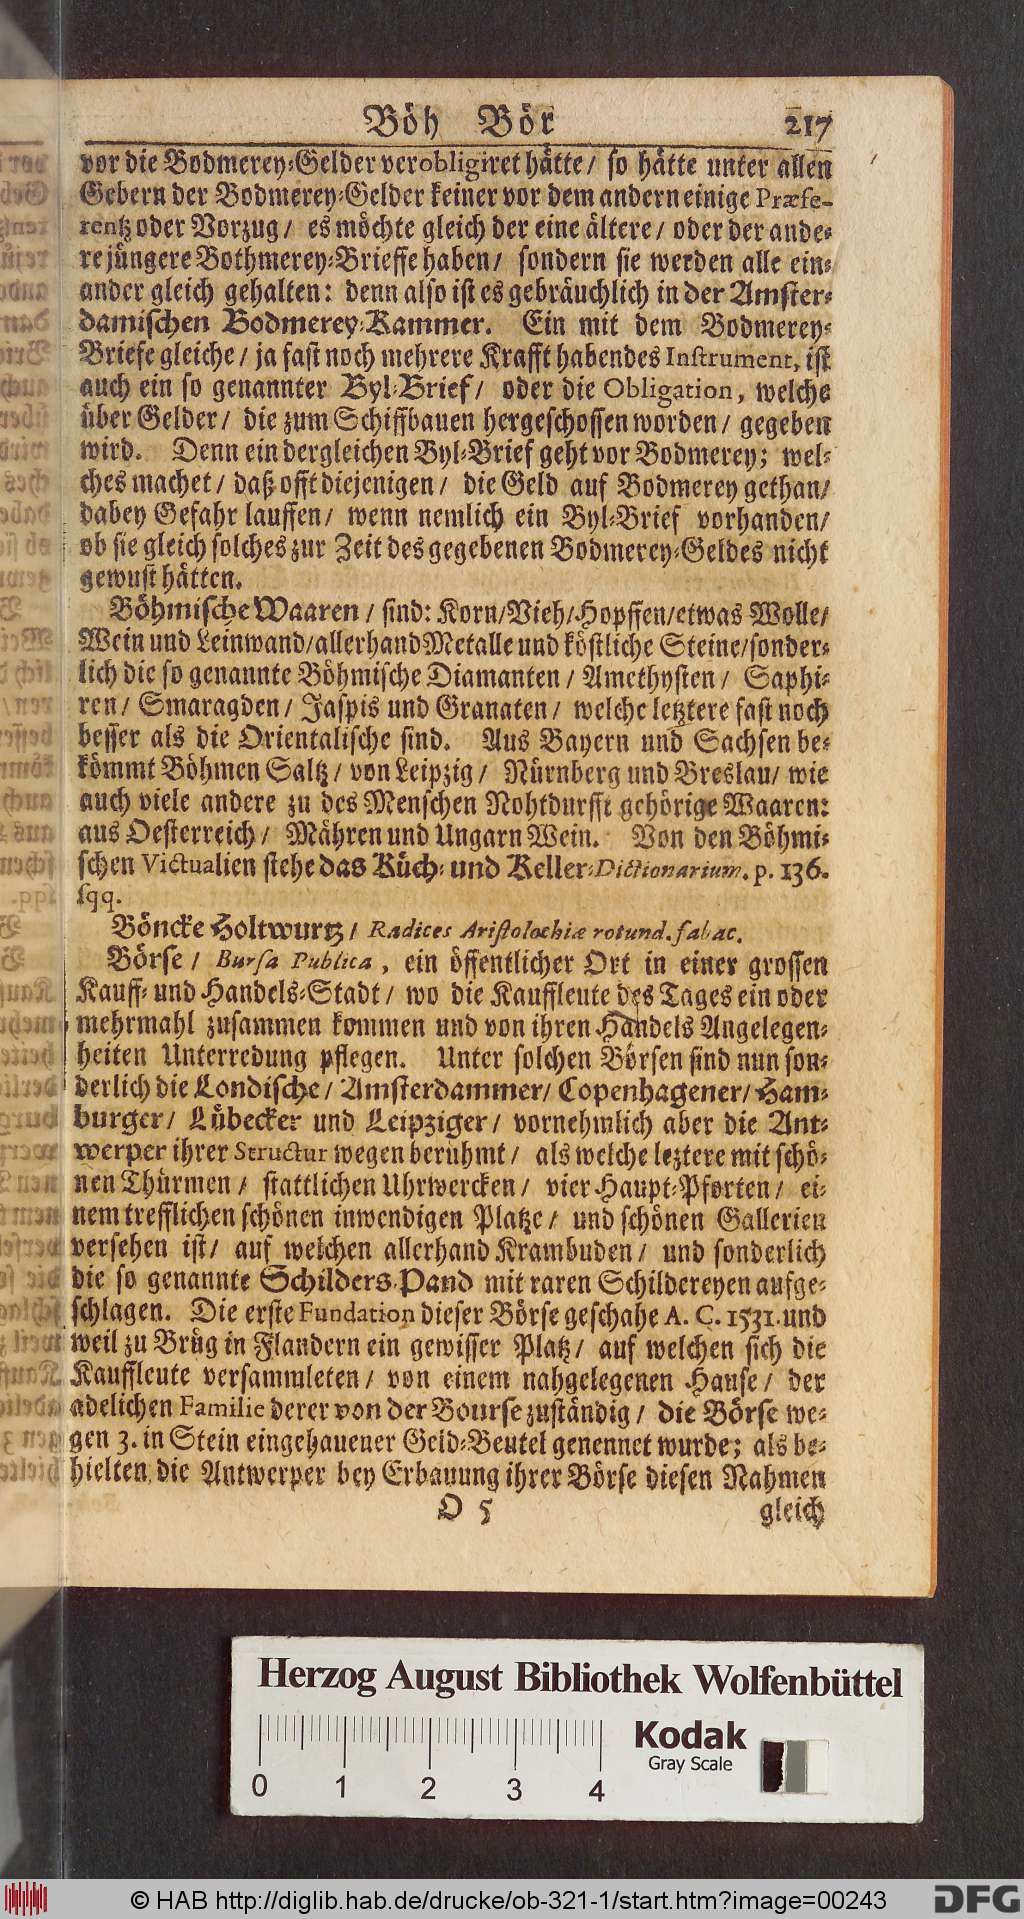 Böh Bör 217
vor die Bodmerey-Gelder verobligiret hätte/ so hätte unter allen
Gebern der Bodmerey-Gelder keiner vor dem andern einige Præfe-
rentz oder Vorzug/ es möchte gleich der eine ältere/ oder der ande-
re jüngere Bothmerey-Brieffe haben/ sondern sie werden alle ein-
ander gleich gehalten: denn also ist es gebräuchlich in der Amster-
damischen Bodmerey-Kammer. Ein mit dem Bodmerey-
Briefe gleiche/ ja fast noch mehrere Krafft habendes Instrument, ist
auch ein so genannter Byl-Brief/ oder die Obligation, welche
über Gelder/ die zum Schiffbauen hergeschossen worden/ gegeben
wird. Denn ein dergleichen Byl-Brief geht vor Bodmerey; wel-
ches machet/ daß offt diejenigen/ die Geld auf Bodmerey gethan/
dabey Gefahr lauffen/ wenn nemlich ein Byl-Brief vorhanden/
ob sie gleich solches zur Zeit des gegebenen Bodmerey-Geldes nicht
gewust hätten.
Böhmische Waaren/ sind: Korn/Vieh/Hopffen/etwas Wolle/
Wein und Leinwand/allerhand Metalle und köstliche Steine/sonder-
lich die so genannte Böhmische Diamanten/ Amethysten/ Saphi-
ren/ Smaragden/ Jaspis und Granaten/ welche letztere fast noch
besser als die Orientalische sind. Aus Bayern und Sachsen be-
kömmt Böhmen Saltz/ von Leipzig/ Nürnberg und Breslau/ wie
auch viele andere zu des Menschen Nohtdurfft gehörige Waaren:
aus Oesterreich/ Mähren und Ungarn Wein. Von den Böhmi-
schen Victualien stehe das Küch- und Keller-Dictionarium. p. 136.
sqq.
Böncke Holtwurtz/ Radices Aristolochiæ rotund. fabac.
Börse/ Bursa Publica, ein öffentlicher Ort in einer grossen
Kauff- und Handels-Stadt/ wo die Kauffleute des Tages ein oder
mehrmahl zusammen kommen und von ihren Handels Angelegen-
heiten Unterredung pflegen. Unter solchen Börsen sind nun son-
derlich die Londische/ Amsterdammer/ Copenhagener/ Ham-
burger/ Lübecker und Leipziger/ vornehmlich aber die Ant-
werper ihrer Structur wegen berühmt/ als welche leztere mit schö-
nen Thürmen/ stattlichen Uhrwercken/ vier Haupt-Pforten/ ei-
nem trefflichen schönen inwendigen Platze/ und schönen Gallerien
versehen ist/ auf welchen allerhand Krambuden/ und sonderlich
die so genannte Schilders-Pand mit raren Schildereyen aufge-
schlagen. Die erste Fundation dieser Börse geschahe A. C. 1531. und
weil zu Brüg in Flandern ein gewisser Platz/ auf welchen sich die
Kauffleute versammleten/ von einem nahgelegenen Hause/ der
adelichen Familie derer von der Bourse zuständig/ die Börse we-
gen 3. in Stein eingehauener Geld-Beutel genennet wurde; als be-
hielten die Antwerper bey Erbauung ihrer Börse diesen Nahmen
O 5 gleich
Herzog August Bibliothek Wolfenbüttel
Kodak
Gray Scale
0 1 2 3 4
© HAB http://diglib.hab.de/drucke/ob-321-1/start.htm?image=00243
DFG